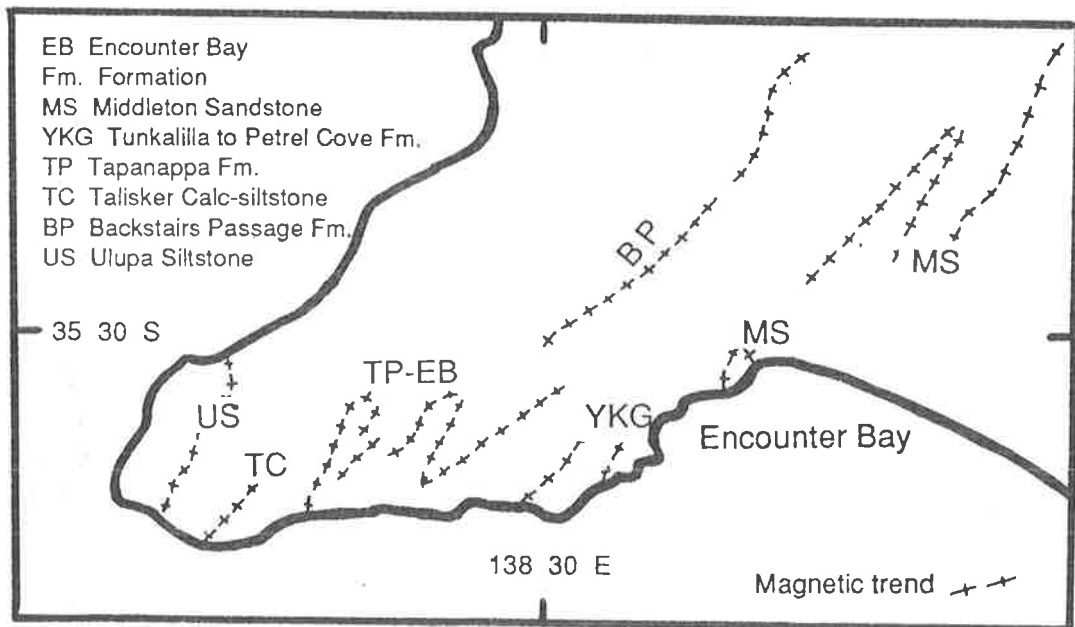 EB Encounter Bay
Fm. Formation
MS Middleton Sandstone
YKG Tunkalilla to Petrel Cove Fm.
TP Tapanappa Fm.
TC Talisker Calc-siltstone
BP Backstairs Passage Fm.
US Ulupa Siltstone
BP
MS
35 30 S
MS
TP-EB
US
YKG
Encounter Bay
TC
138 30 E
Magnetic trend